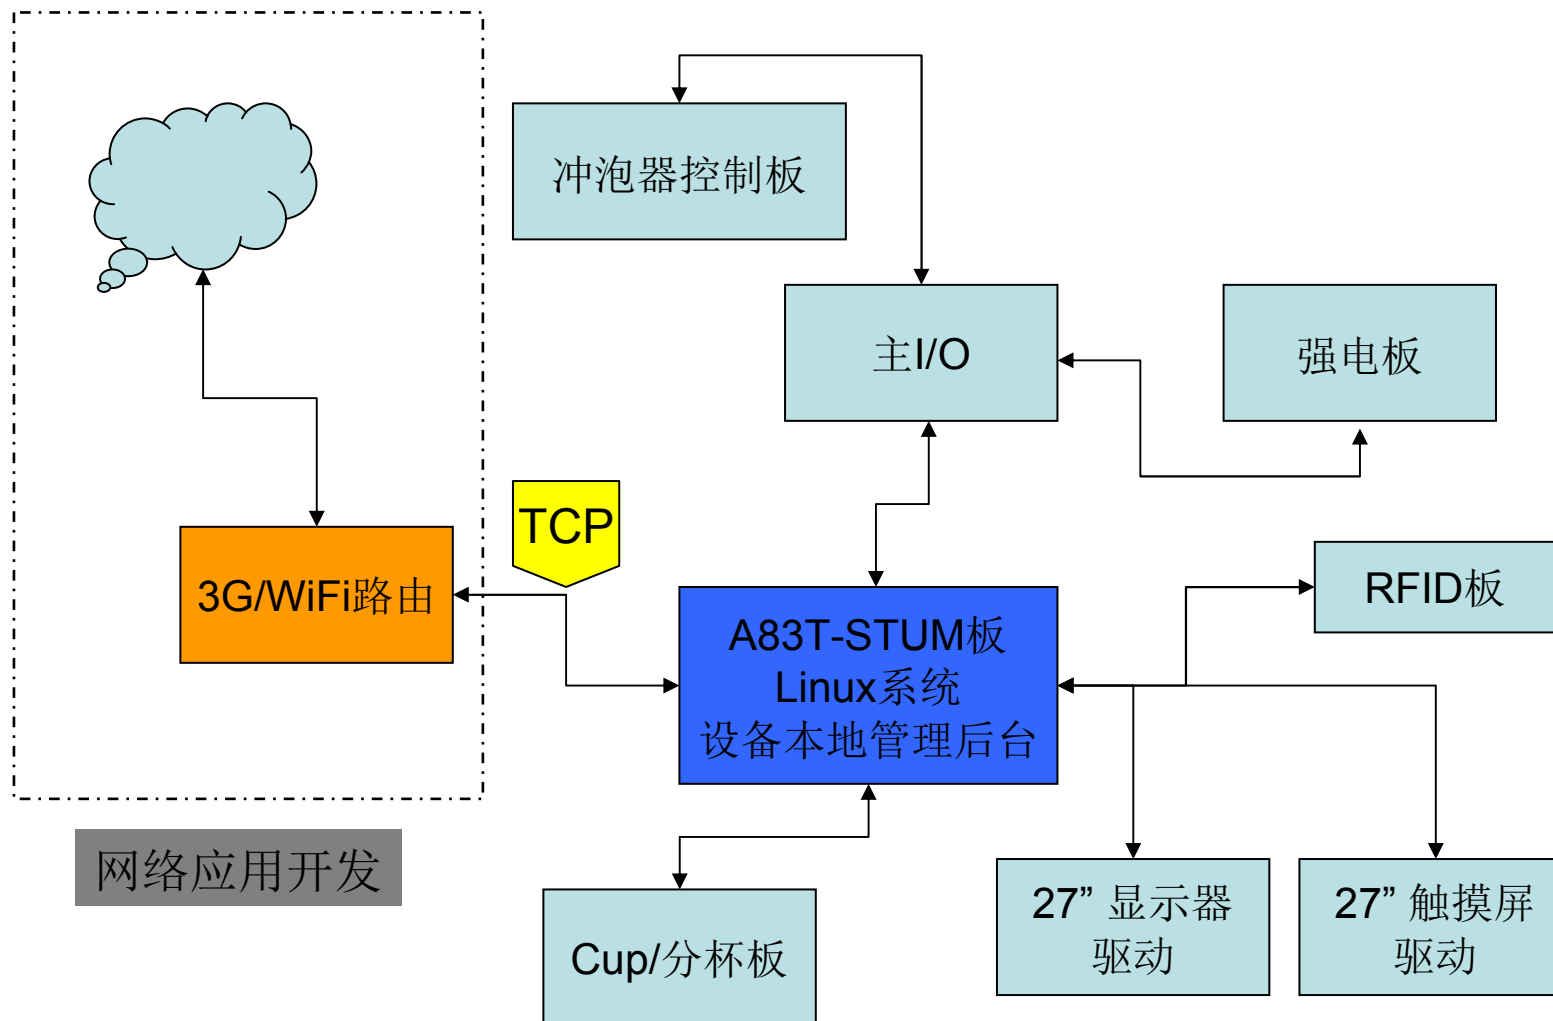 冲泡器控制板
主I/O
强电板
TCP
3G/WiFi路由
RFID板
A83T-STUM板
Linux系统
设备本地管理后台
网络应用开发
Cup/分杯板
27” 显示器
驱动
27” 触摸屏
驱动